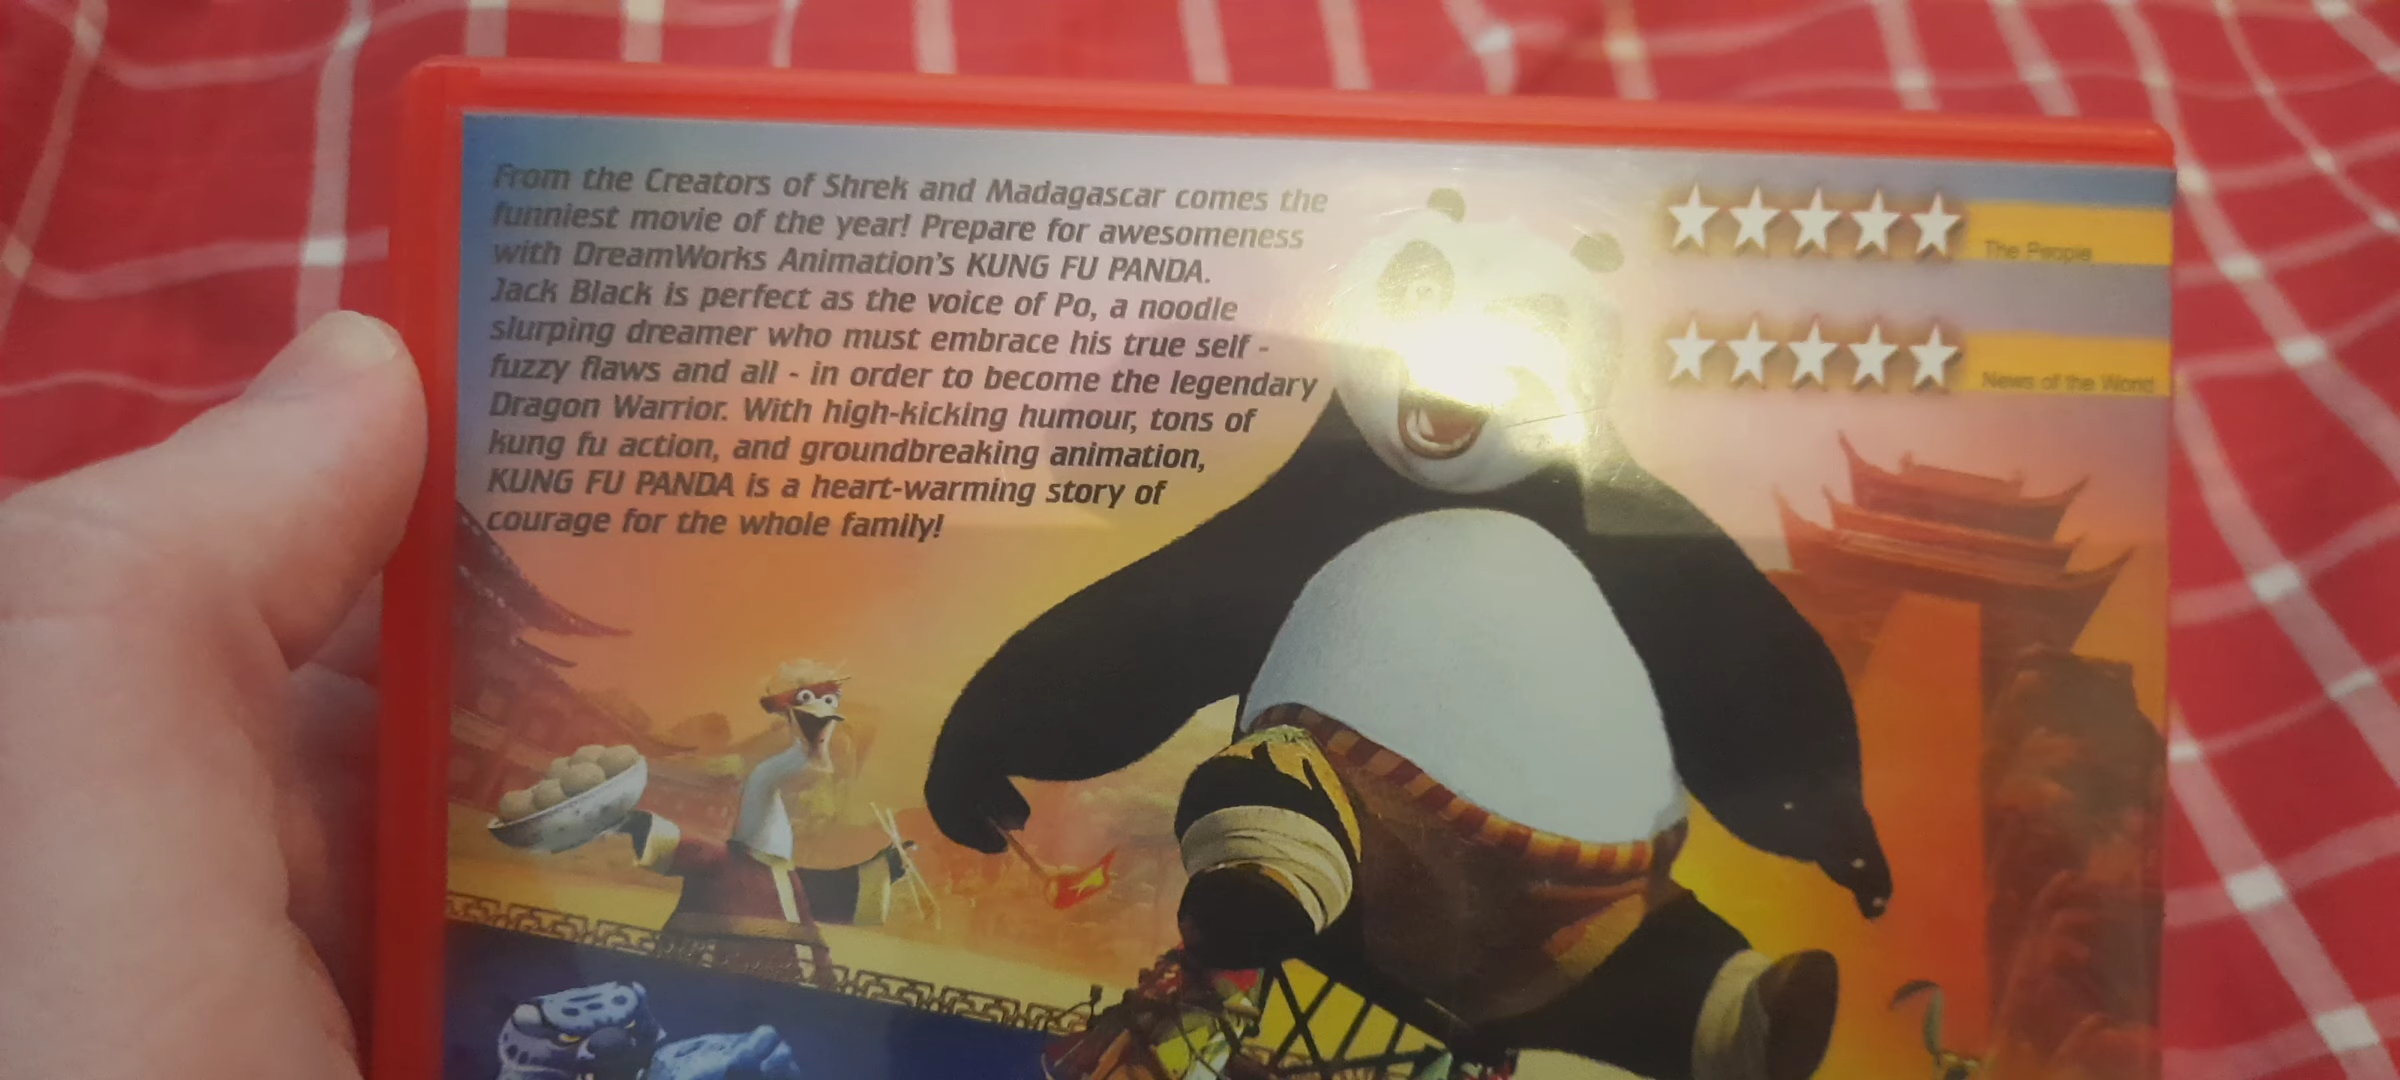 From the Creators of Shrek and Madagascar comes the
funniest movie of the year! Prepare for awesomeness
with DreamWorks Animation's KUNG FU PANDA.
Jack Black is perfect as the voice of Po, a noodle
slurping dreamer who must embrace his true self -
fuzzy flaws and all - in order to become the legendary
Dragon Warrior. With high-kicking humour, tons of
kung fu action, and groundbreaking animation,
KUNG FU PANDA is a heart-warming story of
courage for the whole family!
The People
News of the World